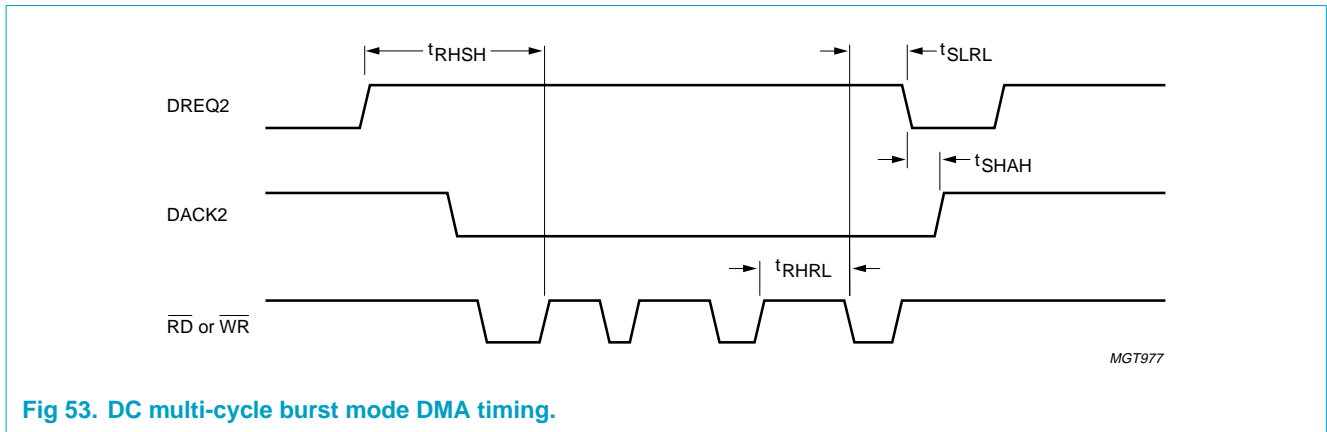 tRHSH
tSLRL
DREQ2
tSHAH
DACK2
tRHRL
RD or WR
MGT977
Fig 53. DC multi-cycle burst mode DMA timing.